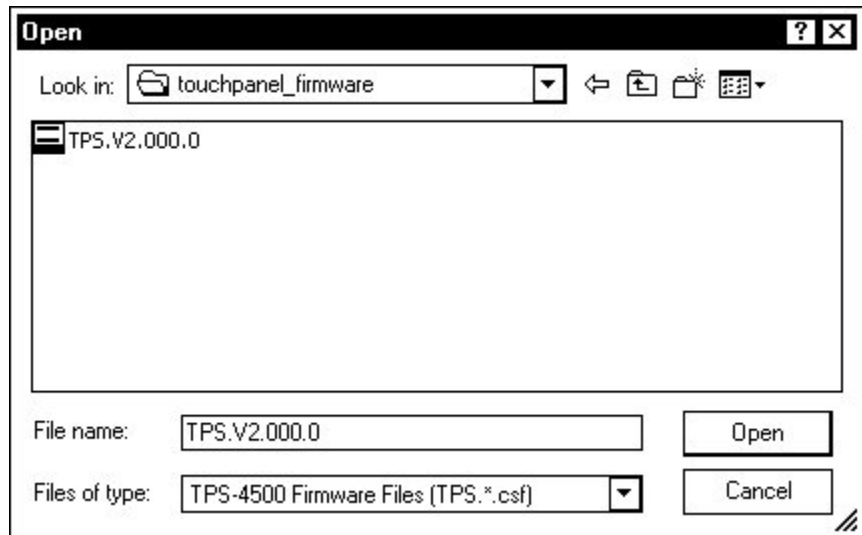 Open
Look in: touchpanel_firmware
TPS.V2.000.0
File name: TPS.V2.000.0 Open
Files of type: TPS-4500 Firmware Files (TPS.*.csf) Cancel